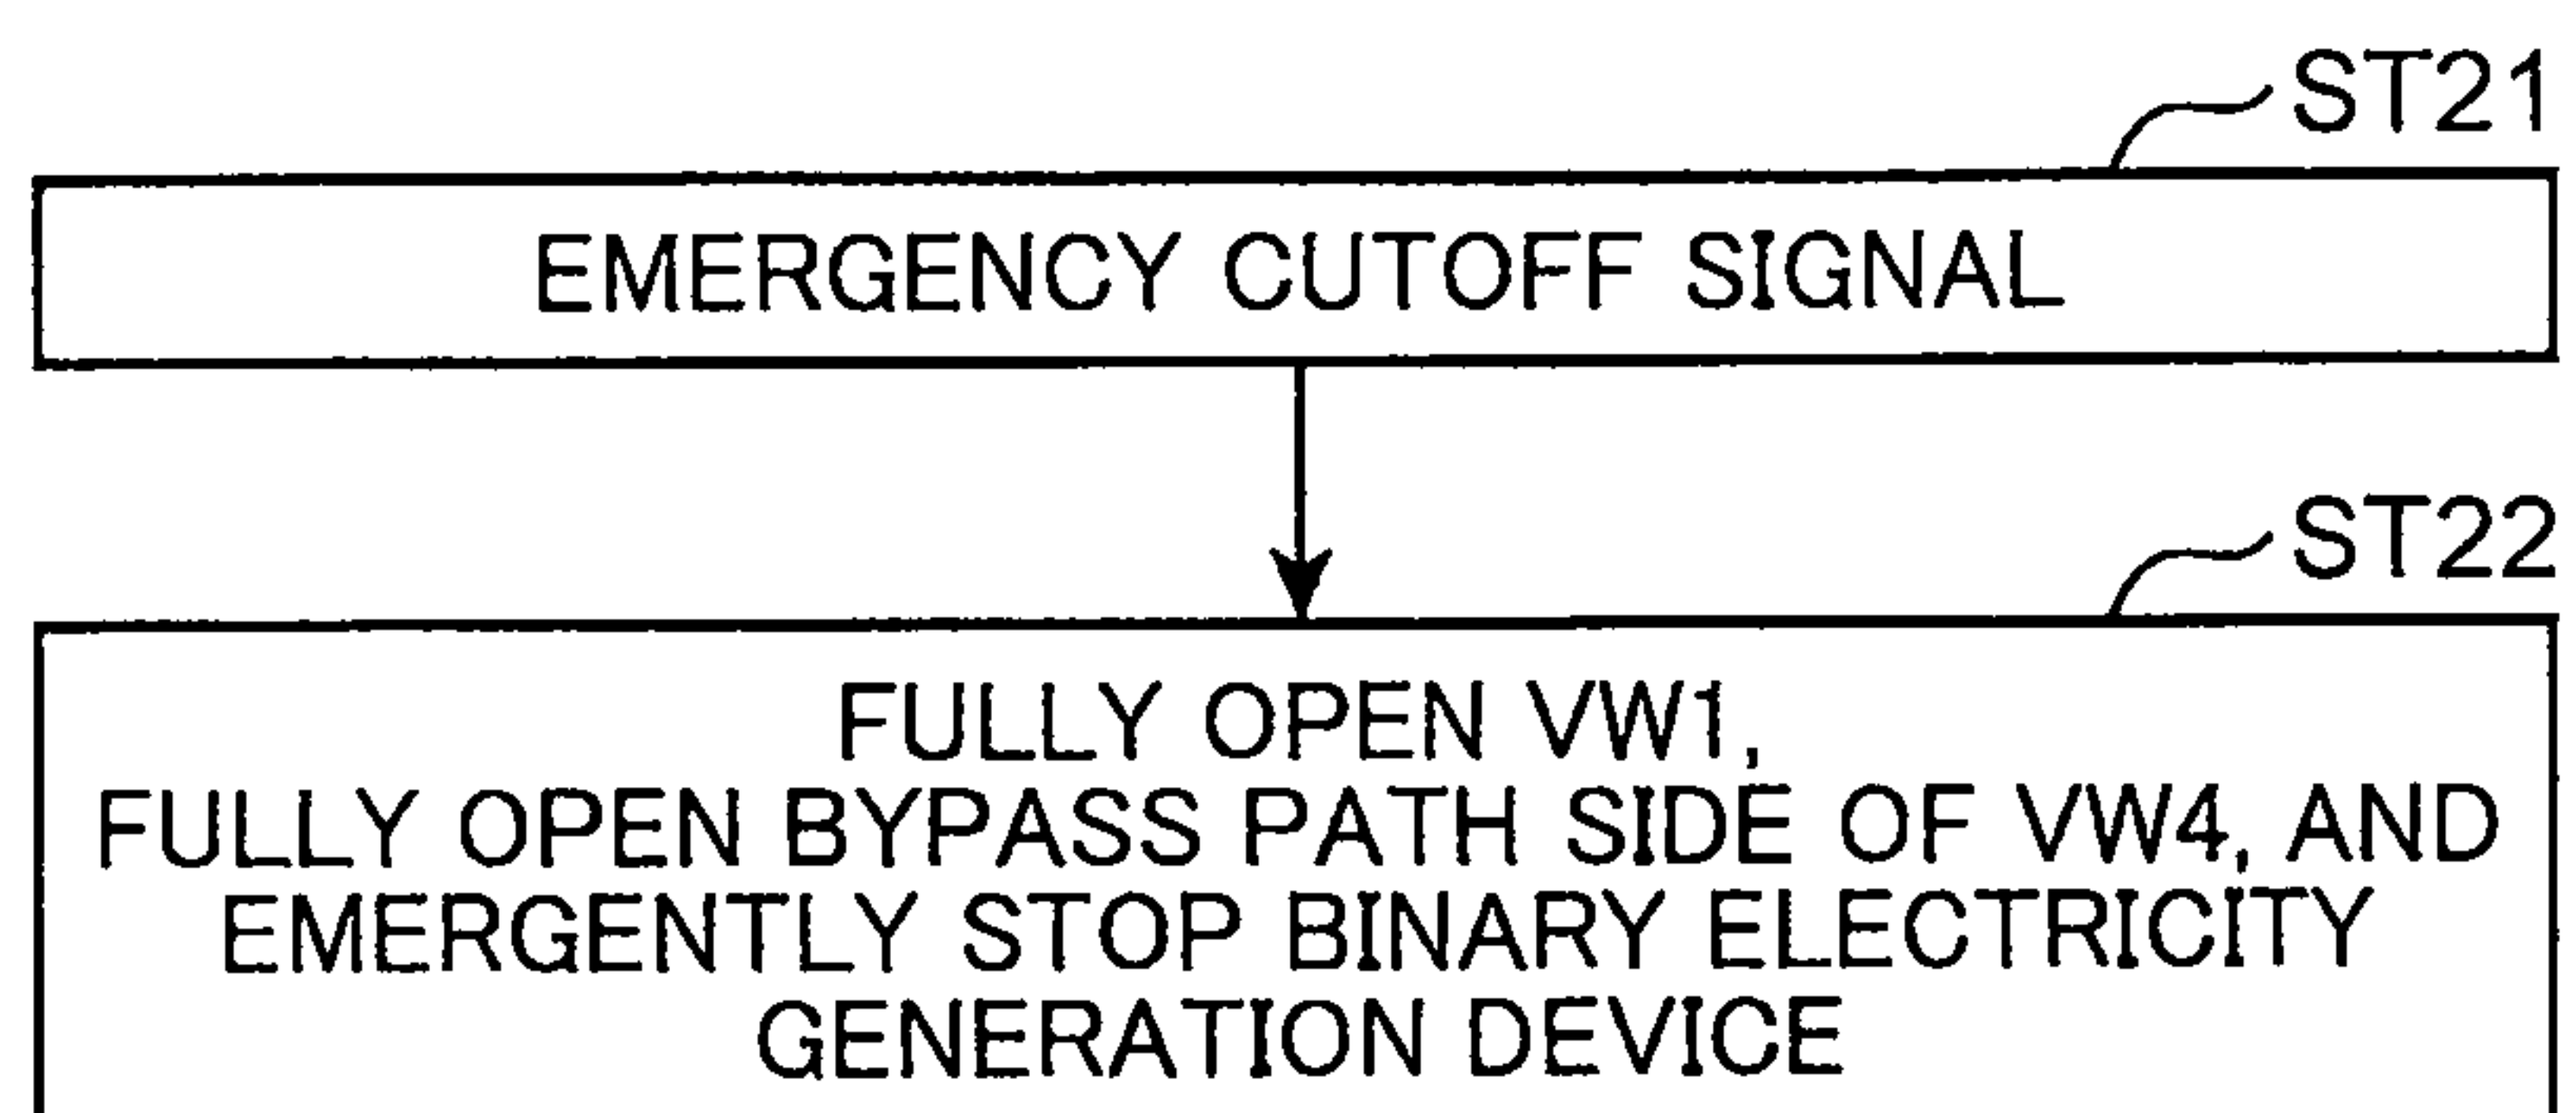 ST21
EMERGENCY CUTOFF SIGNAL
ST22
FULLY OPEN VW1,
FULLY OPEN BYPASS PATH SIDE OF VW4, AND
EMERGENTLY STOP BINARY ELECTRICITY
GENERATION DEVICE